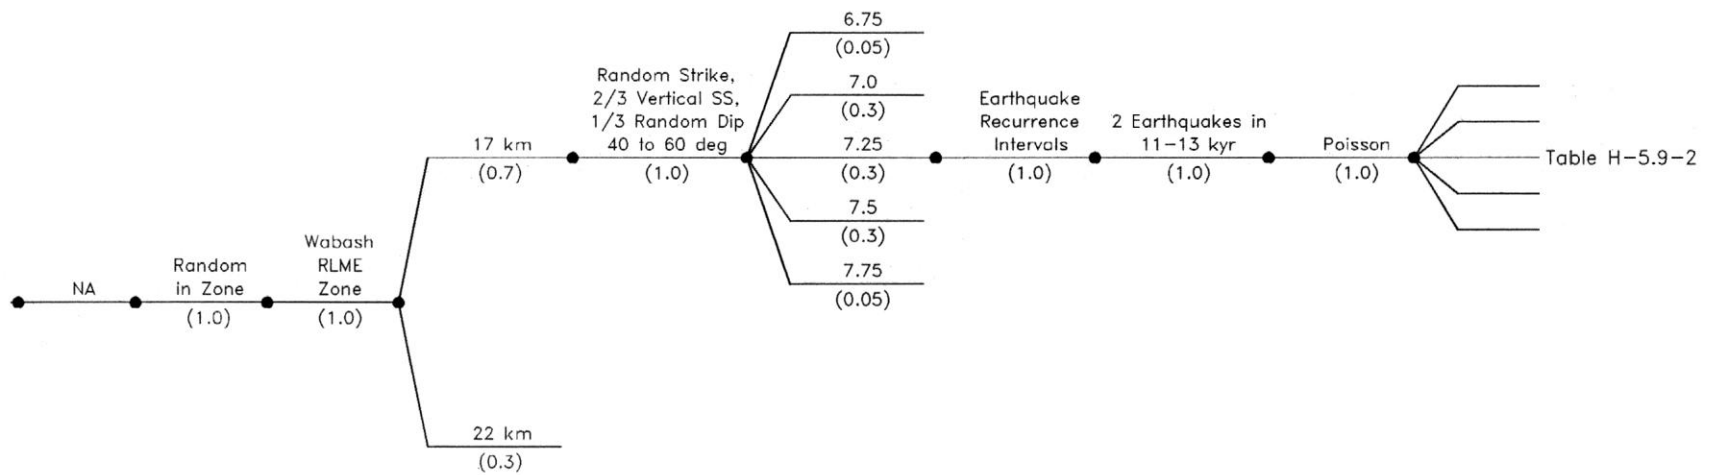 NA
Random
in Zone
(1.0)
Wabash
RLME
Zone
(1.0)
17 km
(0.7)
22 km
(0.3)
Random Strike,
2/3 Vertical SS,
1/3 Random Dip
40 to 60 deg
(1.0)
6.75
(0.05)
7.0
(0.3)
7.25
(0.3)
7.5
(0.3)
7.75
(0.05)
Earthquake
Recurrence
Intervals
(1.0)
2 Earthquakes in
11-13 kyr
(1.0)
Poisson
(1.0)
Table H-5.9-2